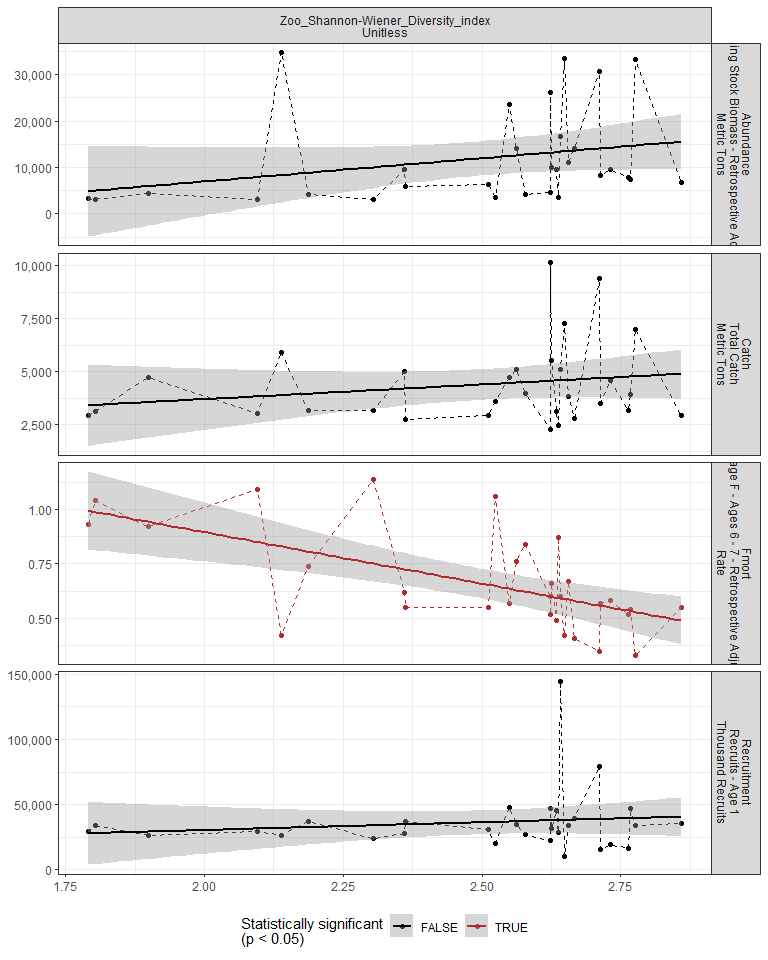 Zoo_Shannon-Wiener_Diversity_index
Unitless
30,000
20,000
10,000
0
Abundance
ing Stock Biomass - Retrospective Ad
Metric Tons
10,000
7,500
5,000
2,500
Catch
Total Catch
Metric Tons
1.00
0.75
0.50
Fmort
age F - Ages 6 - 7 - Retrospective Adju
Rate
150,000
100,000
50,000
0
Recruitment
Recruits - Age 1
Thousand Recruits
1.75 2.00 2.25 2.50 2.75
Statistically significant
(p < 0.05)
FALSE TRUE